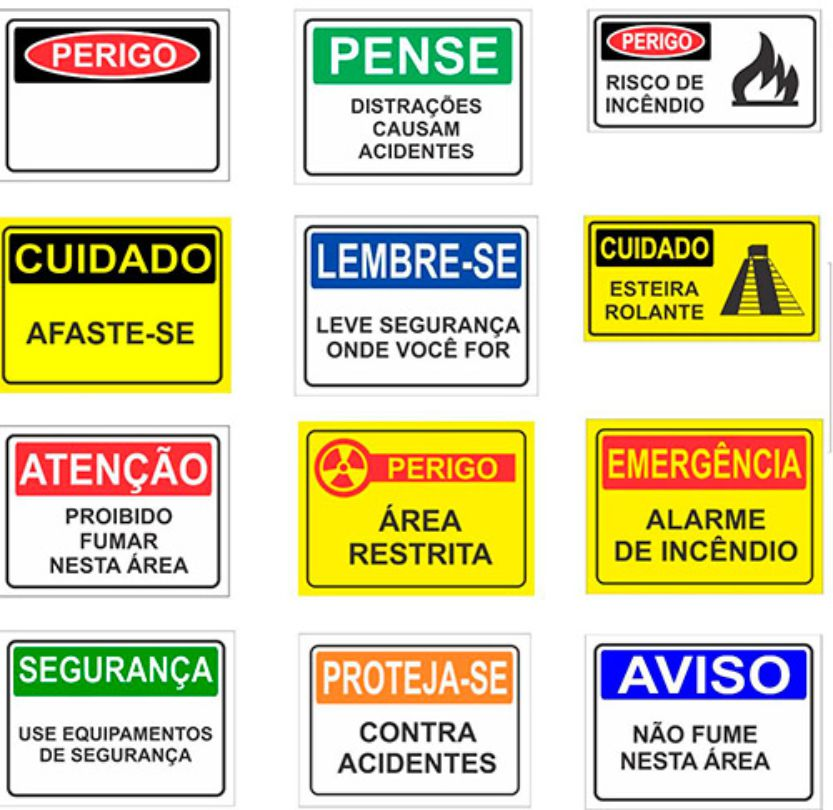 PERIGO
PENSE
DISTRAÇÕES
CAUSAM
ACIDENTES
PERIGO
RISCO DE
INCÊNDIO
CUIDADO
AFASTE-SE
LEMBRE-SE
LEVE SEGURANÇA
ONDE VOCÊ FOR
CUIDADO
ESTEIRA
ROLANTE
ATENÇÃO
PROIBIDO
FUMAR
NESTA ÁREA
PERIGO
ÁREA
RESTRITA
EMERGÊNCIA
ALARME
DE INCÊNDIO
SEGURANÇA
USE EQUIPAMENTOS
DE SEGURANÇA
PROTEJA-SE
CONTRA
ACIDENTES
AVISO
NÃO FUME
NESTA ÁREA